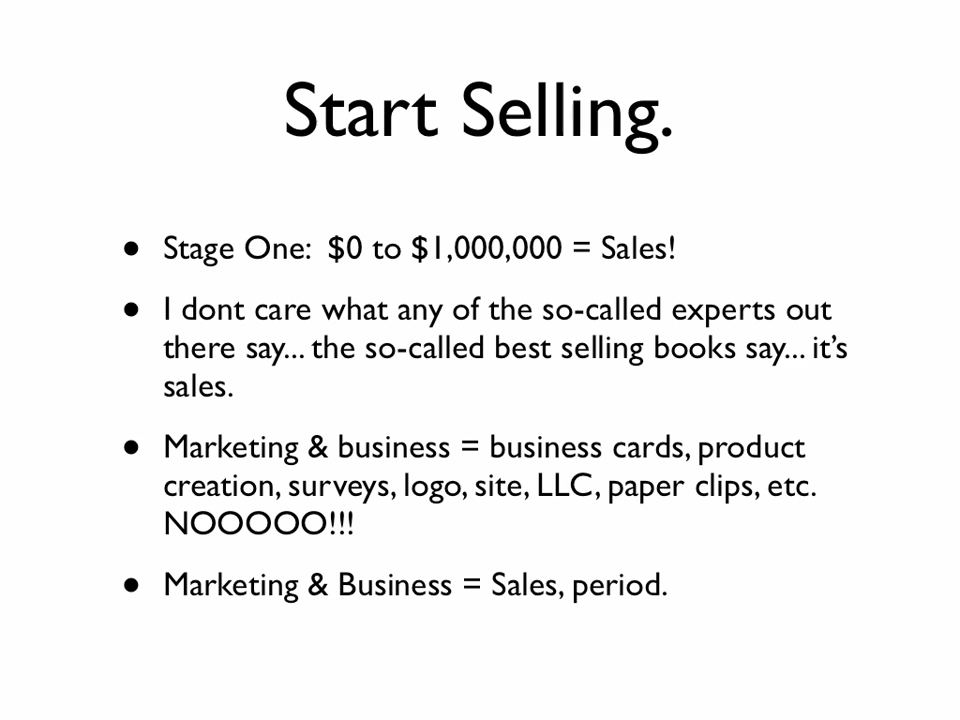 Start Selling.
• Stage One:  $0 to $1,000,000 = Sales!
• I dont care what any of the so-called experts out
there say... the so-called best selling books say... it’s
sales.
• Marketing & business = business cards, product
creation, surveys, logo, site, LLC, paper clips, etc.
NOOOOO!!!
• Marketing & Business = Sales, period.